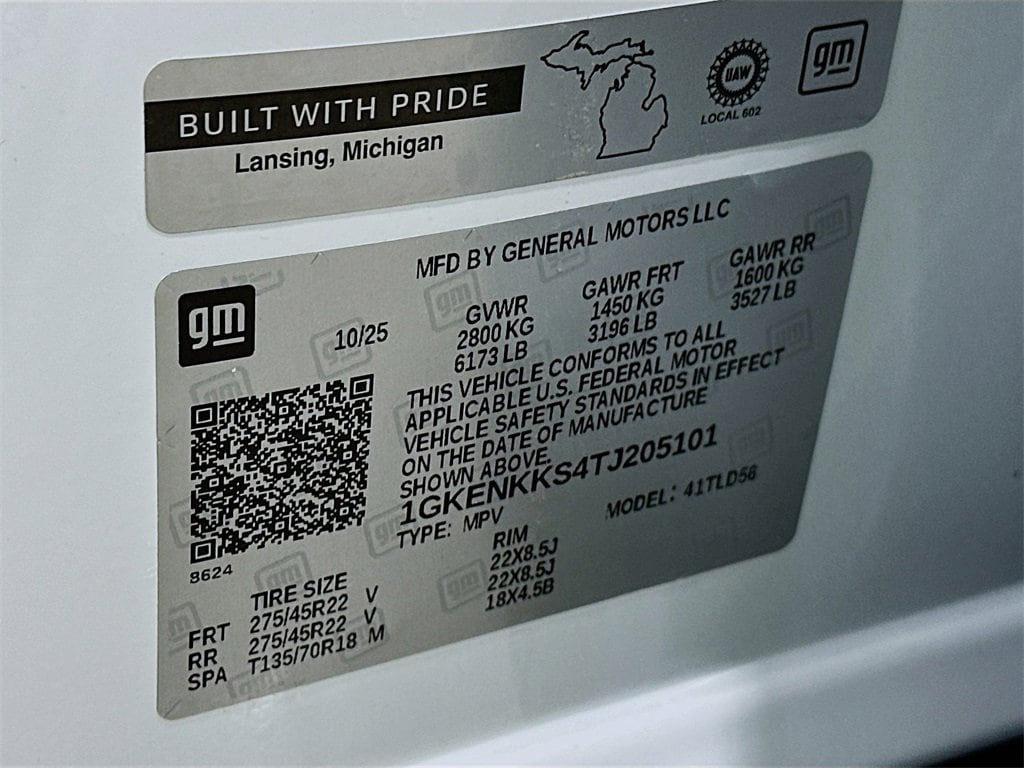 BUILT WITH PRIDE
Lansing, Michigan
UAW
LOCAL 602
gm
MFD BY GENERAL MOTORS LLC
gm
10/25
GVWR GAWR FRT GAWR RR
2800 KG 1450 KG 1600 KG
6173 LB 3196 LB 3527 LB
THIS VEHICLE CONFORMS TO ALL
APPLICABLE U.S. FEDERAL MOTOR
VEHICLE SAFETY STANDARDS IN EFFECT
ON THE DATE OF MANUFACTURE
SHOWN ABOVE.
1GKENKKS4TJ205101
TYPE: MPV MODEL: 41TLD56
8624
TIRE SIZE RIM
FRT 275/45R22 V 22X8.5J
RR 275/45R22 V 22X8.5J
SPA T135/70R18 M 18X4.5B